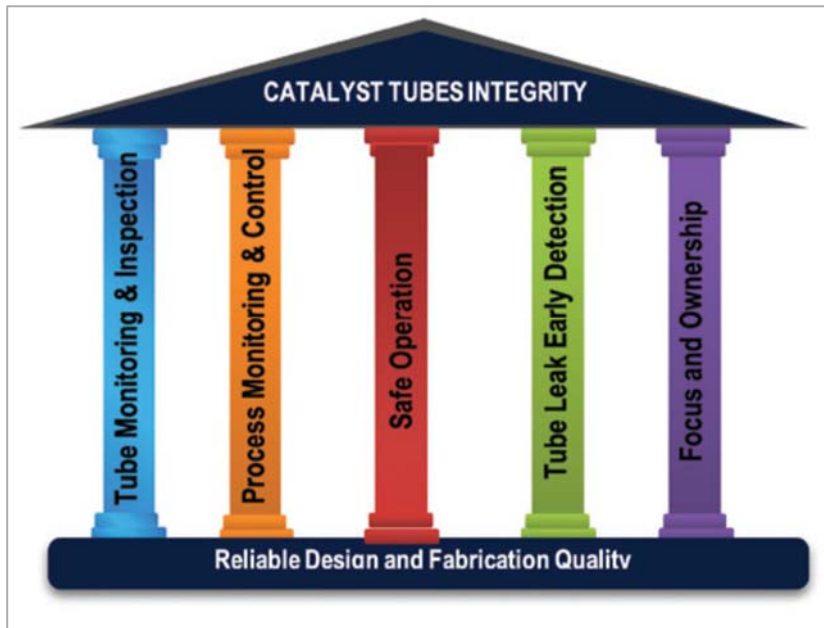 CATALYST TUBES INTEGRITY
Tube Monitoring & Inspection
Process Monitoring & Control
Safe Operation
Tube Leak Early Detection
Focus and Ownership
Reliable Design and Fabrication Quality